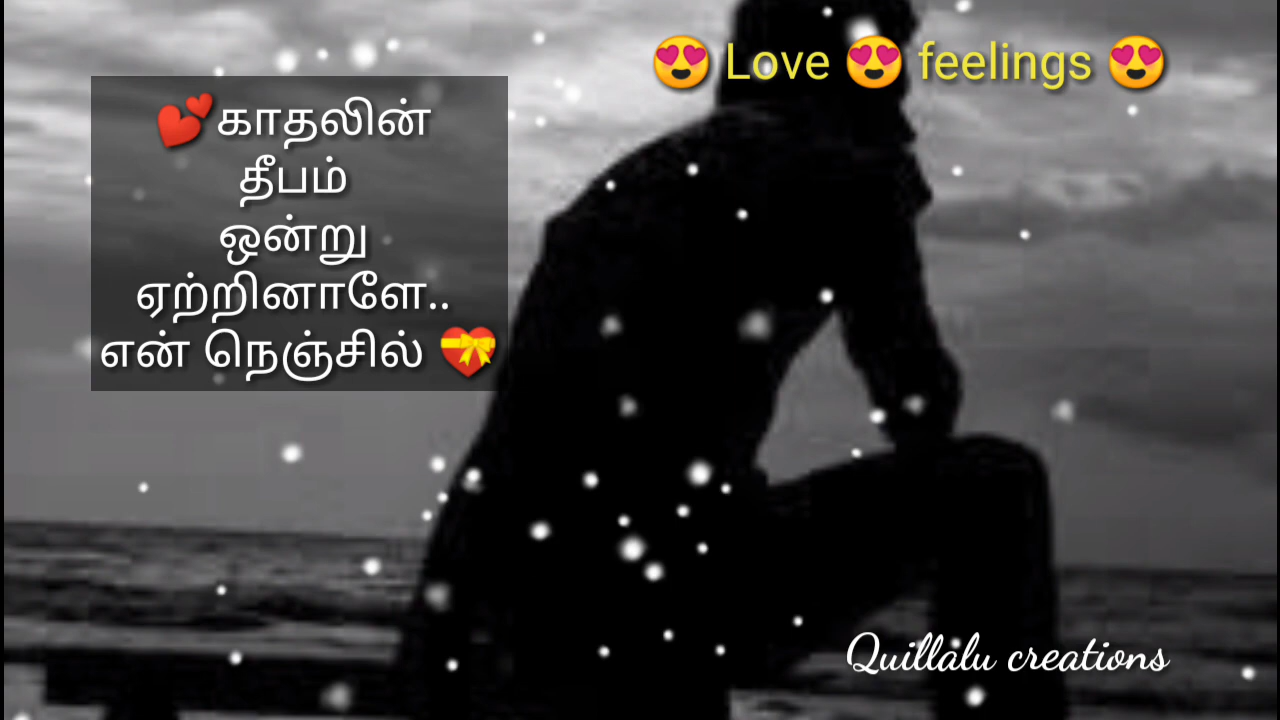 😍 Love 😍 feelings 😍
💕காதலின்
தீபம்
ஒன்று
ஏற்றினாளே..
என் நெஞ்சில் 💝
Quillalu creations